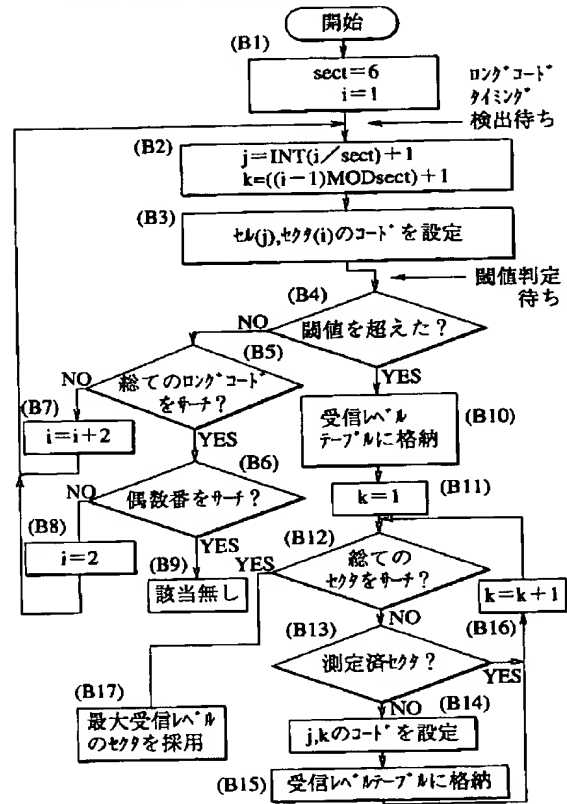 開始
(B1)
sect=6
i=1
ﾛﾝｸﾞｺｰﾄﾞ
ﾀｲﾐﾝｸﾞ
検出待ち
(B2)
j=INT(i/sect)+1
k=((i-1)MODsect)+1
(B3)
ｾﾙ(j),ｾｸﾀ(i)のｺｰﾄﾞを設定
閾値判定
待ち
(B4)
閾値を超えた?
NO
YES
(B5)
総てのﾛﾝｸﾞｺｰﾄﾞ
をｻｰﾁ?
NO
YES
(B7)
i=i+2
(B6)
偶数番をｻｰﾁ?
NO
YES
(B8)
i=2
(B9)
該当無し
(B10)
受信ﾚﾍﾞﾙ
ﾃｰﾌﾞﾙに格納
k=1
(B11)
(B12)
総ての
ｾｸﾀをｻｰﾁ?
YES
NO
k=k+1
(B16)
(B13)
測定済ｾｸﾀ?
YES
NO
(B14)
j,kのｺｰﾄﾞを設定
(B17)
最大受信ﾚﾍﾞﾙ
のｾｸﾀを採用
(B15)
受信ﾚﾍﾞﾙﾃｰﾌﾞﾙに格納